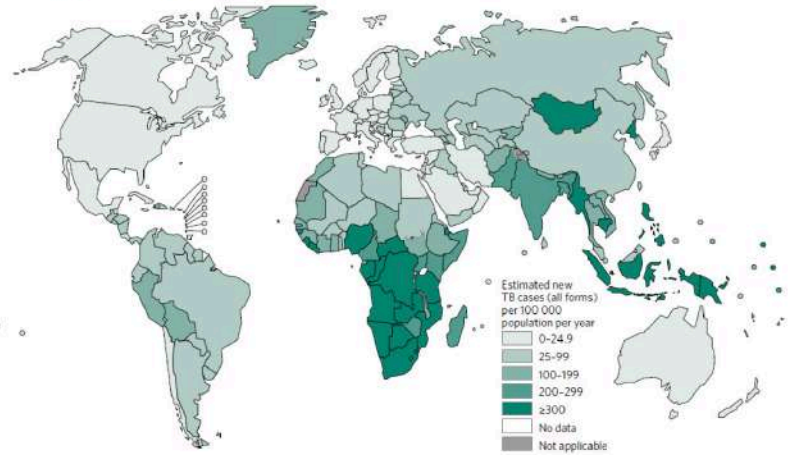 Estimated new
TB cases (all forms)
per 100 000
population per year
0–24.9
25–99
100–199
200–299
≥300
No data
Not applicable